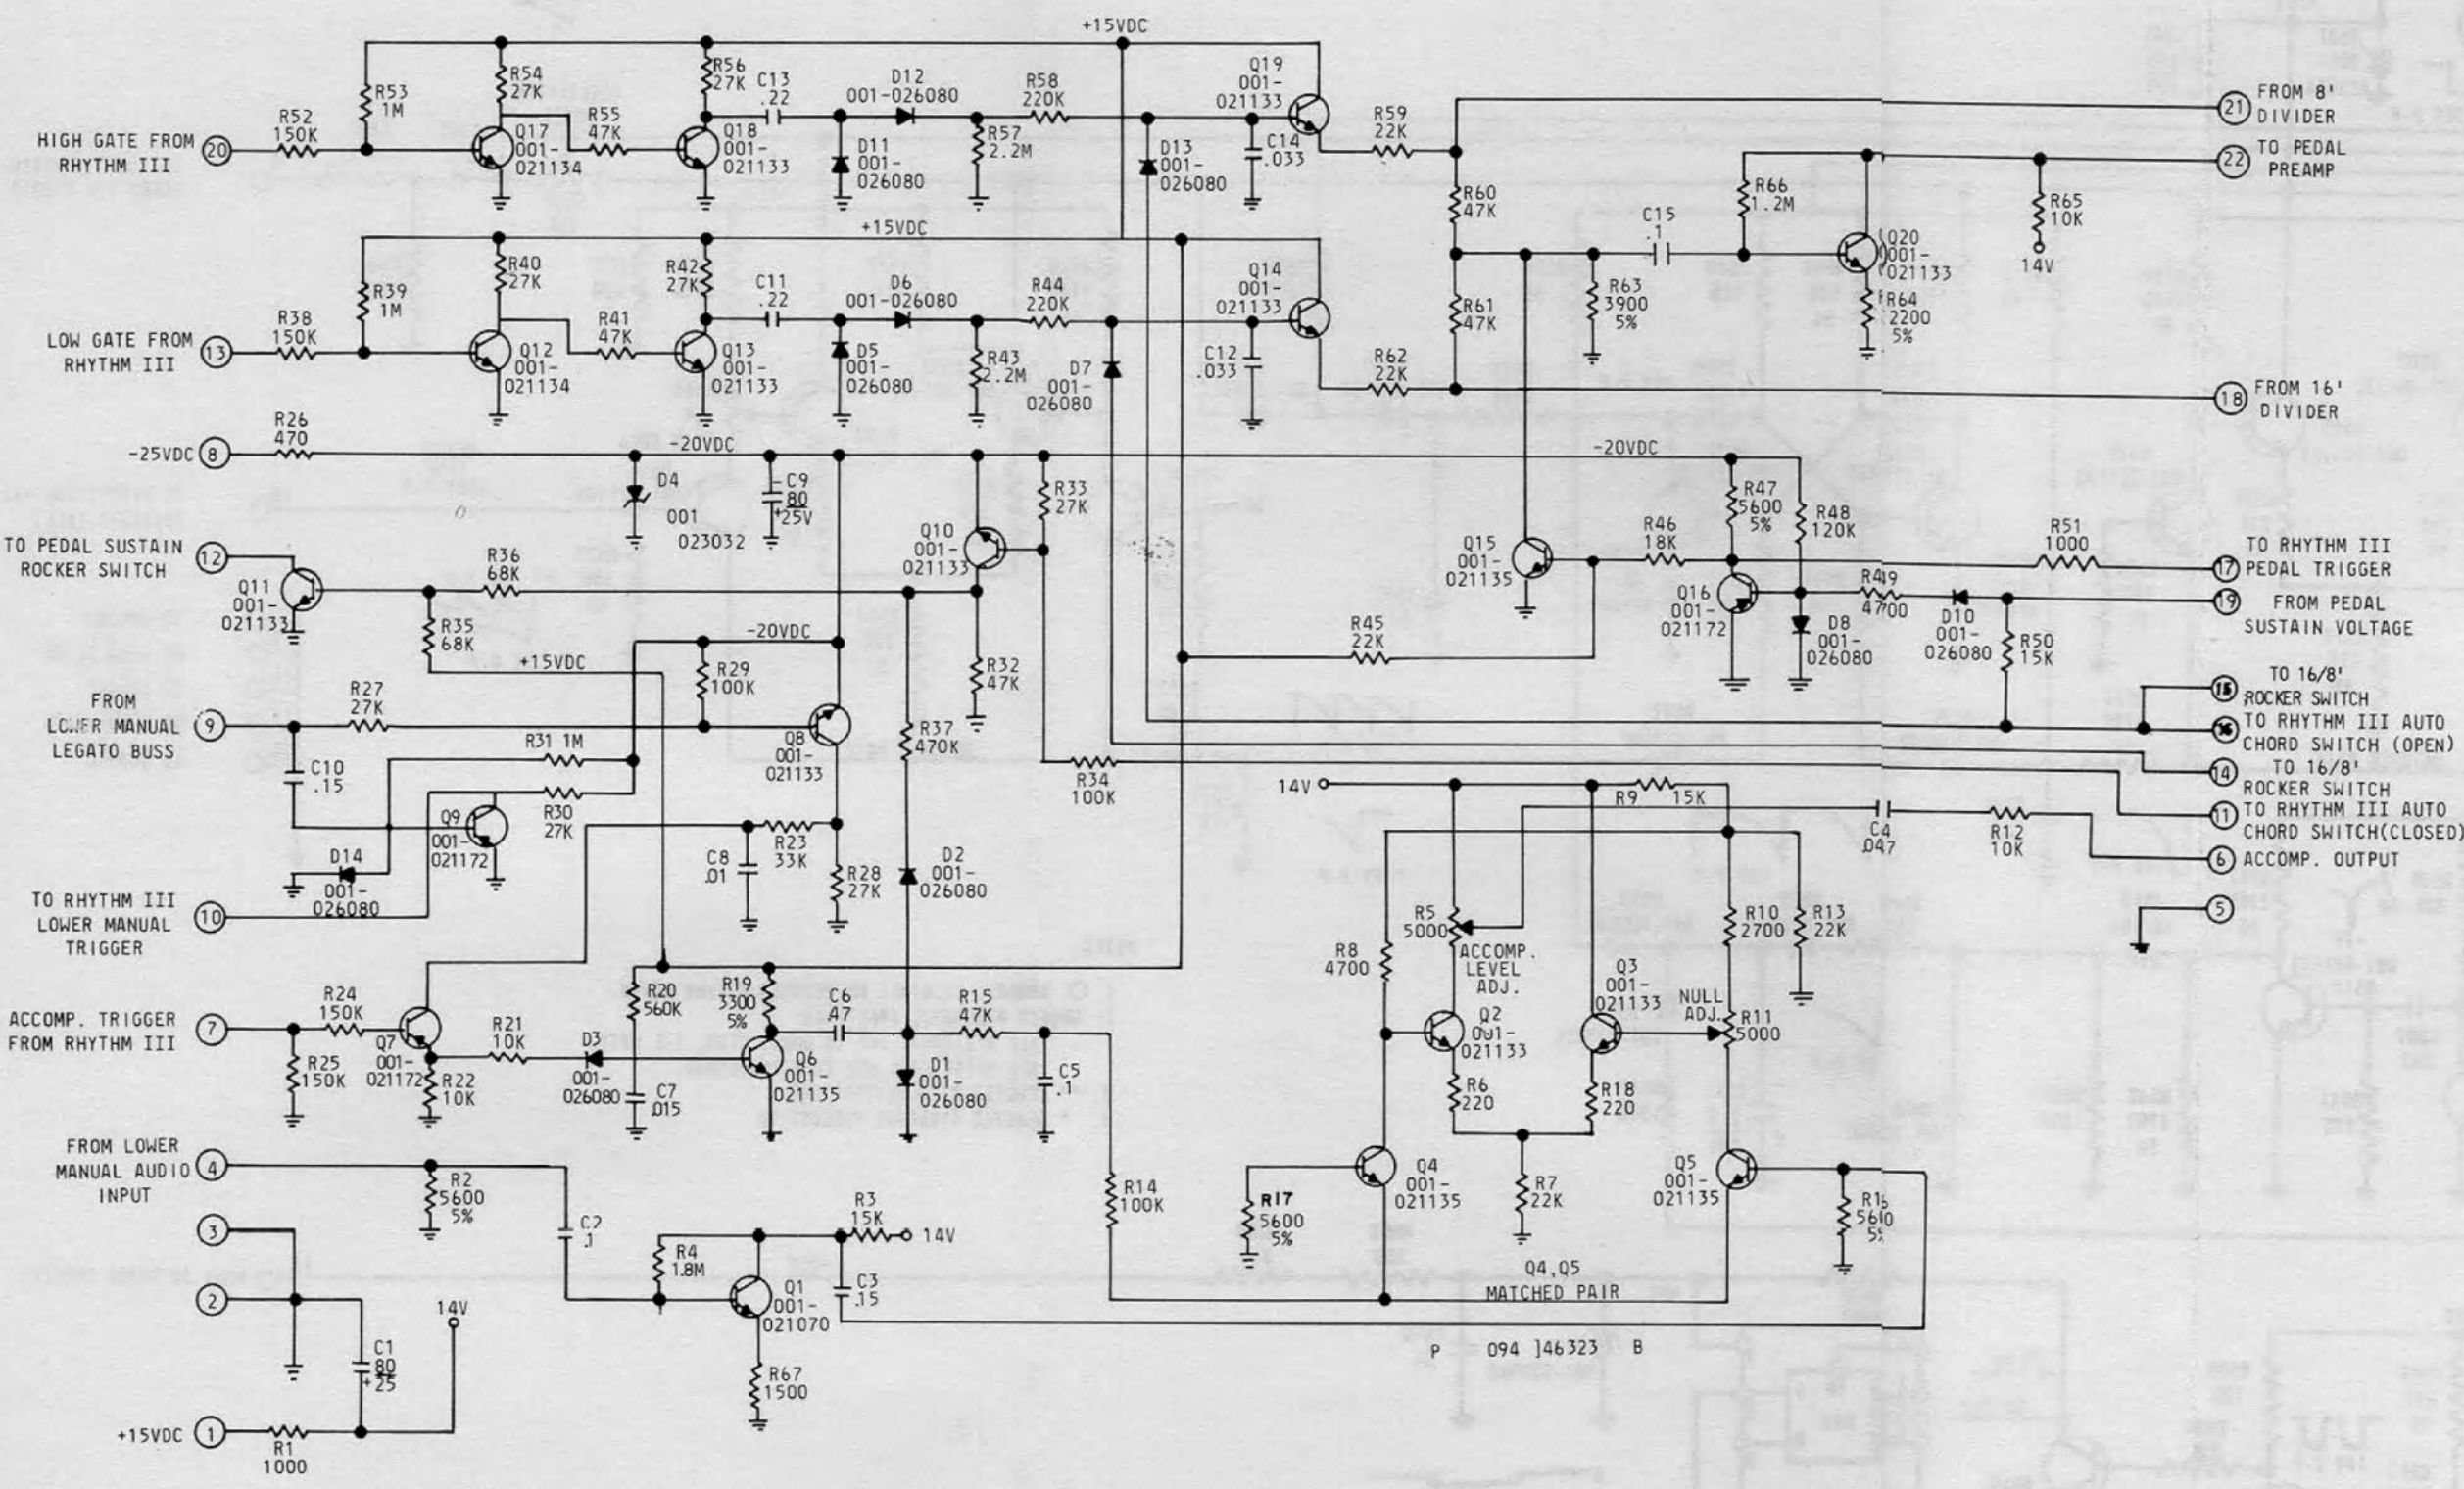 +15VDC
HIGH GATE FROM
RHYTHM III
20
R52
150K
R53
1M
R54
27K
Q17
001-
021134
R55
47K
R56
27K
Q18
001-
021133
C13
.22
D12
001-026080
D11
001-
026080
R57
2.2M
R58
220K
D13
001-
026080
Q19
001-
021133
C14
.033
R59
22K
R60
47K
21
FROM 8'
DIVIDER
22
TO PEDAL
PREAMP
R66
1.2M
C15
.1
Q20
001-
021133
R65
10K
14V
R64
2200
5%
R63
3900
5%
R61
47K
+15VDC
LOW GATE FROM
RHYTHM III
13
R38
150K
R39
1M
R40
27K
Q12
001-
021134
R41
47K
R42
27K
Q13
001-
021133
C11
.22
D6
001-026080
D5
001-
026080
R43
2.2M
R44
220K
D7
001-
026080
Q14
001-
021133
C12
.033
R62
22K
18
FROM 16'
DIVIDER
-25VDC
8
R26
470
-20VDC
-20VDC
D4
001
023032
-C9
80
+25V
Q10
001-
021133
R33
27K
TO PEDAL SUSTAIN
ROCKER SWITCH
12
Q11
001-
021133
R36
68K
R35
68K
+15VDC
-20VDC
R29
100K
R32
47K
R37
470K
Q15
001-
021135
R46
18K
R47
5600
5%
R48
120K
Q16
001-
021172
D8
001-
026080
R49
4700
D10
001-
026080
R50
15K
R51
1000
R45
22K
17
TO RHYTHM III
PEDAL TRIGGER
19
FROM PEDAL
SUSTAIN VOLTAGE
15
TO 16/8'
ROCKER SWITCH
16
TO RHYTHM III AUTO
CHORD SWITCH (OPEN)
14
TO 16/8'
ROCKER SWITCH
11
TO RHYTHM III AUTO
CHORD SWITCH(CLOSED)
6
ACCOMP. OUTPUT
5
FROM
LOWER MANUAL
LEGATO BUSS
9
R27
27K
C10
.15
R31 1M
R30
27K
Q8
001-
021133
Q9
001-
021172
D14
001-
026080
TO RHYTHM III
LOWER MANUAL
TRIGGER
10
C8
.01
R23
33K
R28
27K
D2
001-
026080
R34
100K
14V
R9
15K
C4
.047
R12
10K
R5
5000
ACCOMP.
LEVEL
ADJ.
R8
4700
Q2
001-
021133
Q3
001-
021133
NULL
ADJ.
R10
2700
R13
22K
R11
5000
R6
220
R18
220
R7
22K
Q4
001-
021135
Q5
001-
021135
R17
5600
5%
5%
Q4,Q5
MATCHED PAIR
ACCOMP. TRIGGER
FROM RHYTHM III
7
R24
150K
R25
150K
Q7
001-
021172
R22
10K
R21
10K
D3
001-
026080
R20
560K
C7
.015
R19
3300
5%
Q6
001-
021135
C6
.47
D1
001-
026080
R15
47K
C5
.1
R14
100K
FROM LOWER
MANUAL AUDIO
INPUT
4
R2
5600
5%
C2
.1
R4
1.8M
Q1
001-
021070
R3
15K
14V
C3
.15
R67
1500
3
2
C1
80
+25
14V
+15VDC
1
R1
1000
P 094 ]46323 B